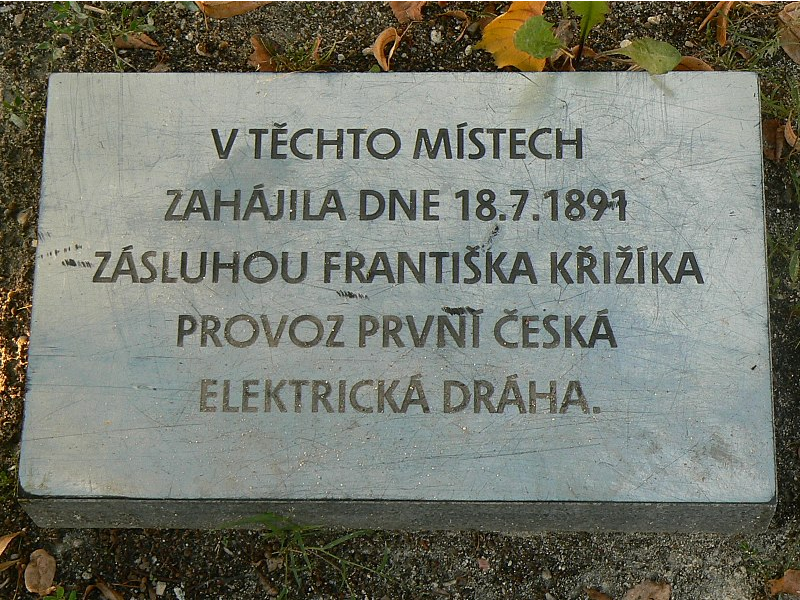 V TĚCHTO MÍSTECH
ZAHÁJILA DNE 18.7.1891
ZÁSLUHOU FRANTIŠKA KŘIŽÍKA
PROVOZ PRVNÍ ČESKÁ
ELEKTRICKÁ DRÁHA.